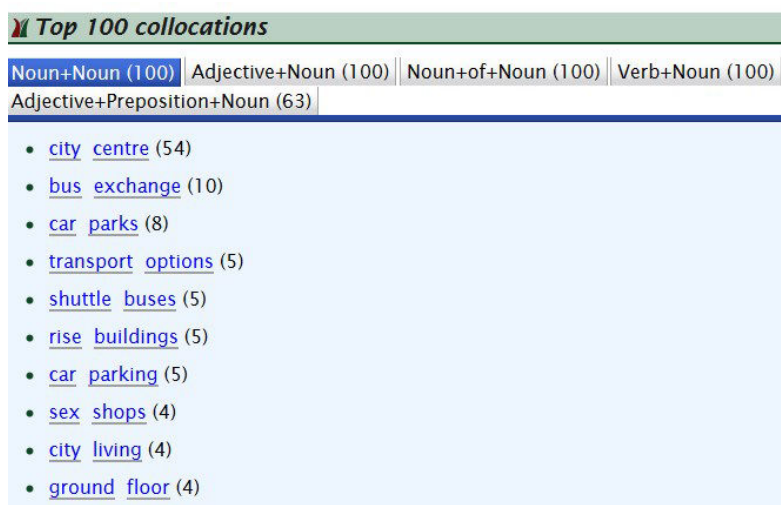 Top 100 collocations
Noun+Noun (100) Adjective+Noun (100) Noun+of+Noun (100) Verb+Noun (100)
Adjective+Preposition+Noun (63)
city centre (54)
bus exchange (10)
car parks (8)
transport options (5)
shuttle buses (5)
rise buildings (5)
car parking (5)
sex shops (4)
city living (4)
ground floor (4)